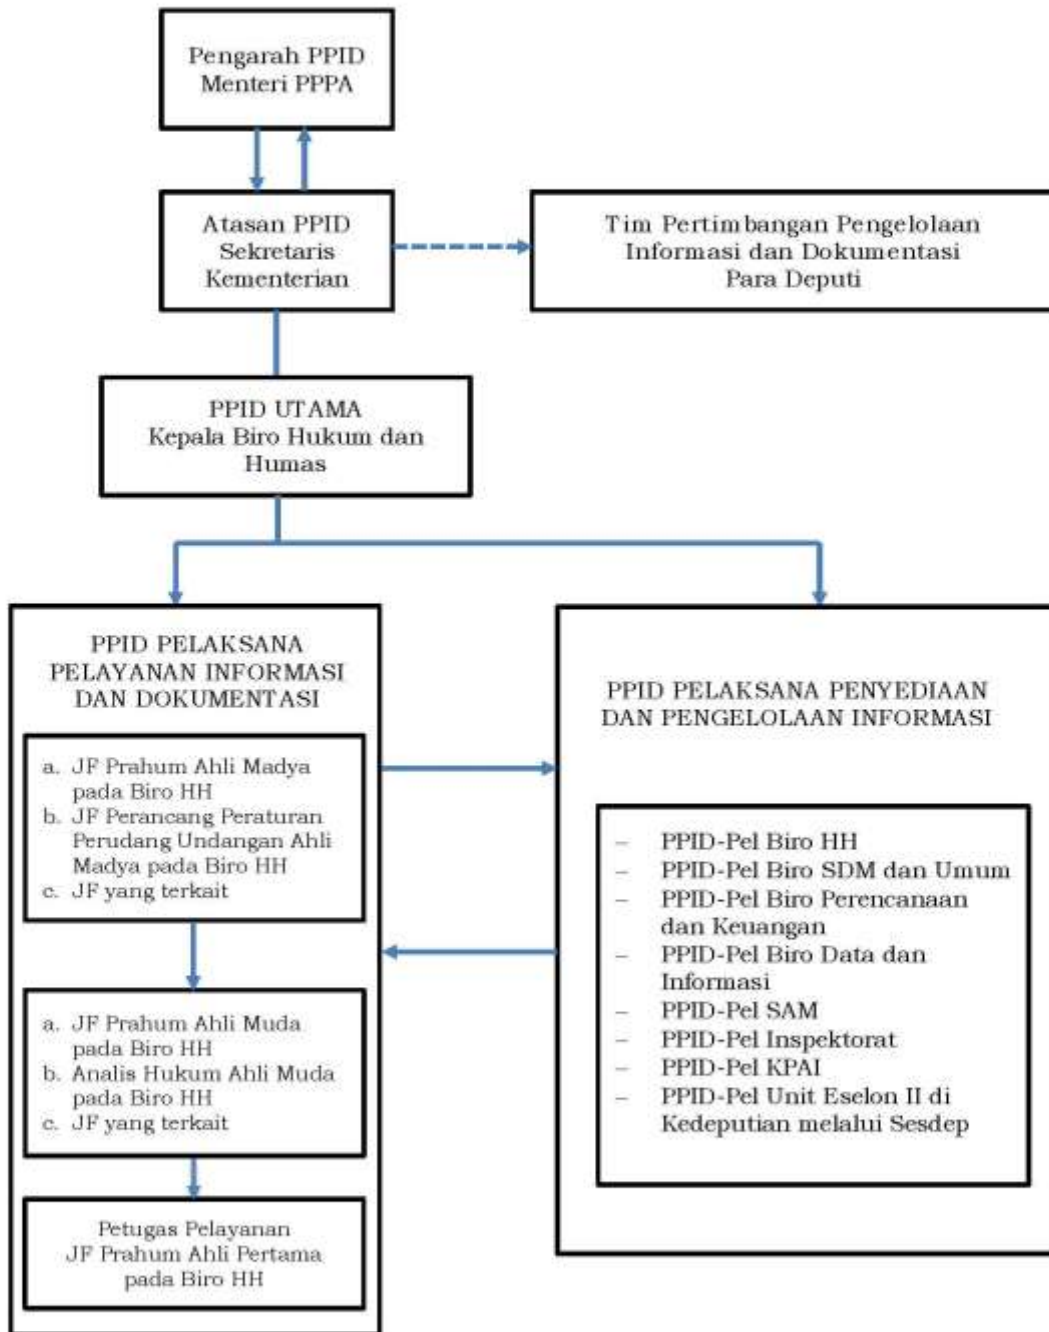 Pengarah PPID
Menteri PPPA
Atasan PPID
Sekretaris
Kementerian
Tim Pertimbangan Pengelolaan
Informasi dan Dokumentasi
Para Deputi
PPID UTAMA
Kepala Biro Hukum dan
Humas
PPID PELAKSANA
PELAYANAN INFORMASI
DAN DOKUMENTASI
a. JF Prahum Ahli Madya
pada Biro HH
b. JF Perancang Peraturan
Perudang Undangan Ahli
Madya pada Biro HH
c. JF yang terkait
a. JF Prahum Ahli Muda
pada Biro HH
b. Analis Hukum Ahli Muda
pada Biro HH
c. JF yang terkait
Petugas Pelayanan
JF Prahum Ahli Pertama
pada Biro HH
PPID PELAKSANA PENYEDIAAN
DAN PENGELOLAAN INFORMASI
– PPID-Pel Biro HH
– PPID-Pel Biro SDM dan Umum
– PPID-Pel Biro Perencanaan
dan Keuangan
– PPID-Pel Biro Data dan
Informasi
– PPID-Pel SAM
– PPID-Pel Inspektorat
– PPID-Pel KPAI
– PPID-Pel Unit Eselon II di
Kedeputian melalui Sesdep